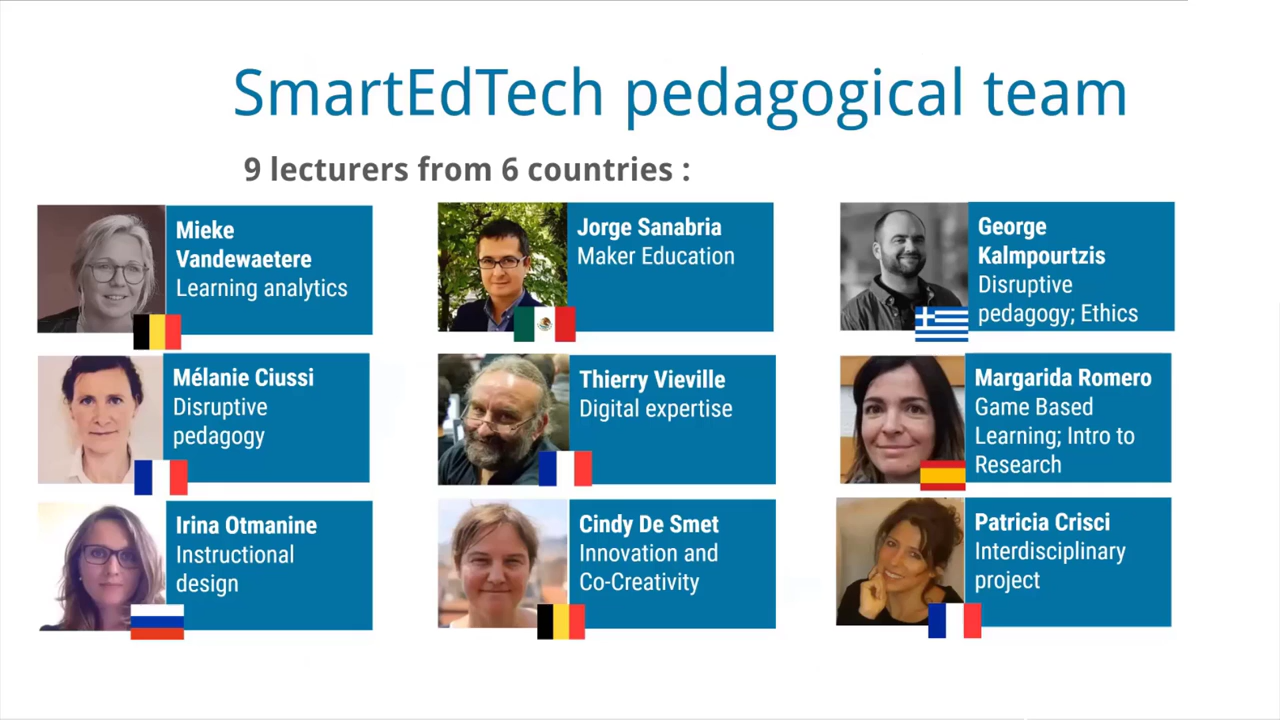 SmartEdTech pedagogical team
9 lecturers from 6 countries :
Mieke
Vandewaetere
Learning analytics
Jorge Sanabria
Maker Education
George
Kalmpourtzis
Disruptive
pedagogy; Ethics
Mélanie Ciussi
Disruptive
pedagogy
Thierry Vieville
Digital expertise
Margarida Romero
Game Based
Learning; Intro to
Research
Irina Otmanine
Instructional
design
Cindy De Smet
Innovation and
Co-Creativity
Patricia Crisci
Interdisciplinary
project